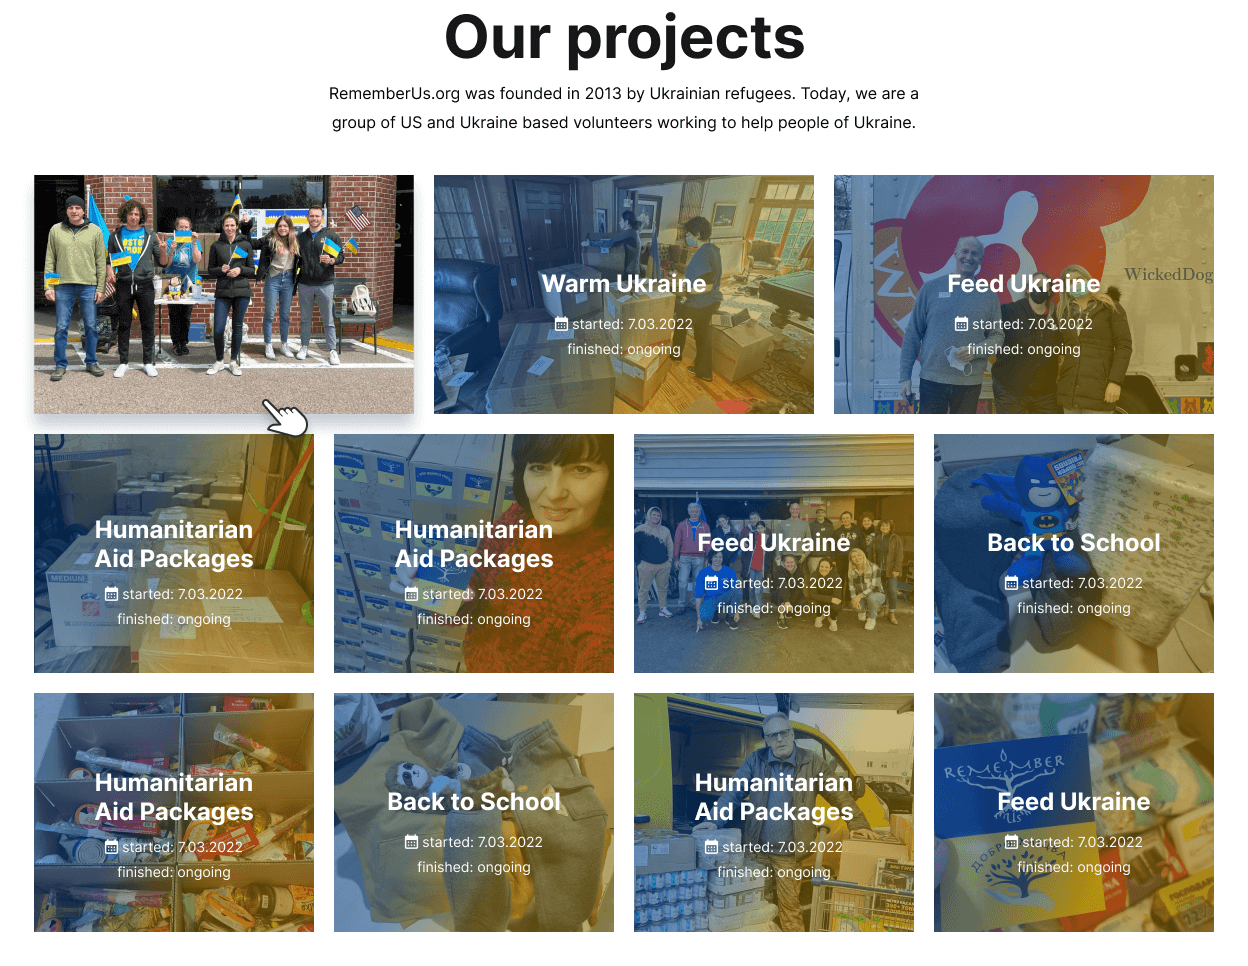 Our projects
RememberUs.org was founded in 2013 by Ukrainian refugees. Today, we are a
group of US and Ukraine based volunteers working to help people of Ukraine.
Warm Ukraine
started: 7.03.2022
finished: ongoing
WickedDog
Feed Ukraine
started: 7.03.2022
finished: ongoing
Humanitarian
Aid Packages
started: 7.03.2022
finished: ongoing
MEDIUM
Humanitarian
Aid Packages
started: 7.03.2022
finished: ongoing
Feed Ukraine
started: 7.03.2022
finished: ongoing
Back to School
started: 7.03.2022
finished: ongoing
Humanitarian
Aid Packages
started: 7.03.2022
finished: ongoing
Back to School
started: 7.03.2022
finished: ongoing
Humanitarian
Aid Packages
started: 7.03.2022
finished: ongoing
REMEMBER
Us
Feed Ukraine
started: 7.03.2022
finished: ongoing